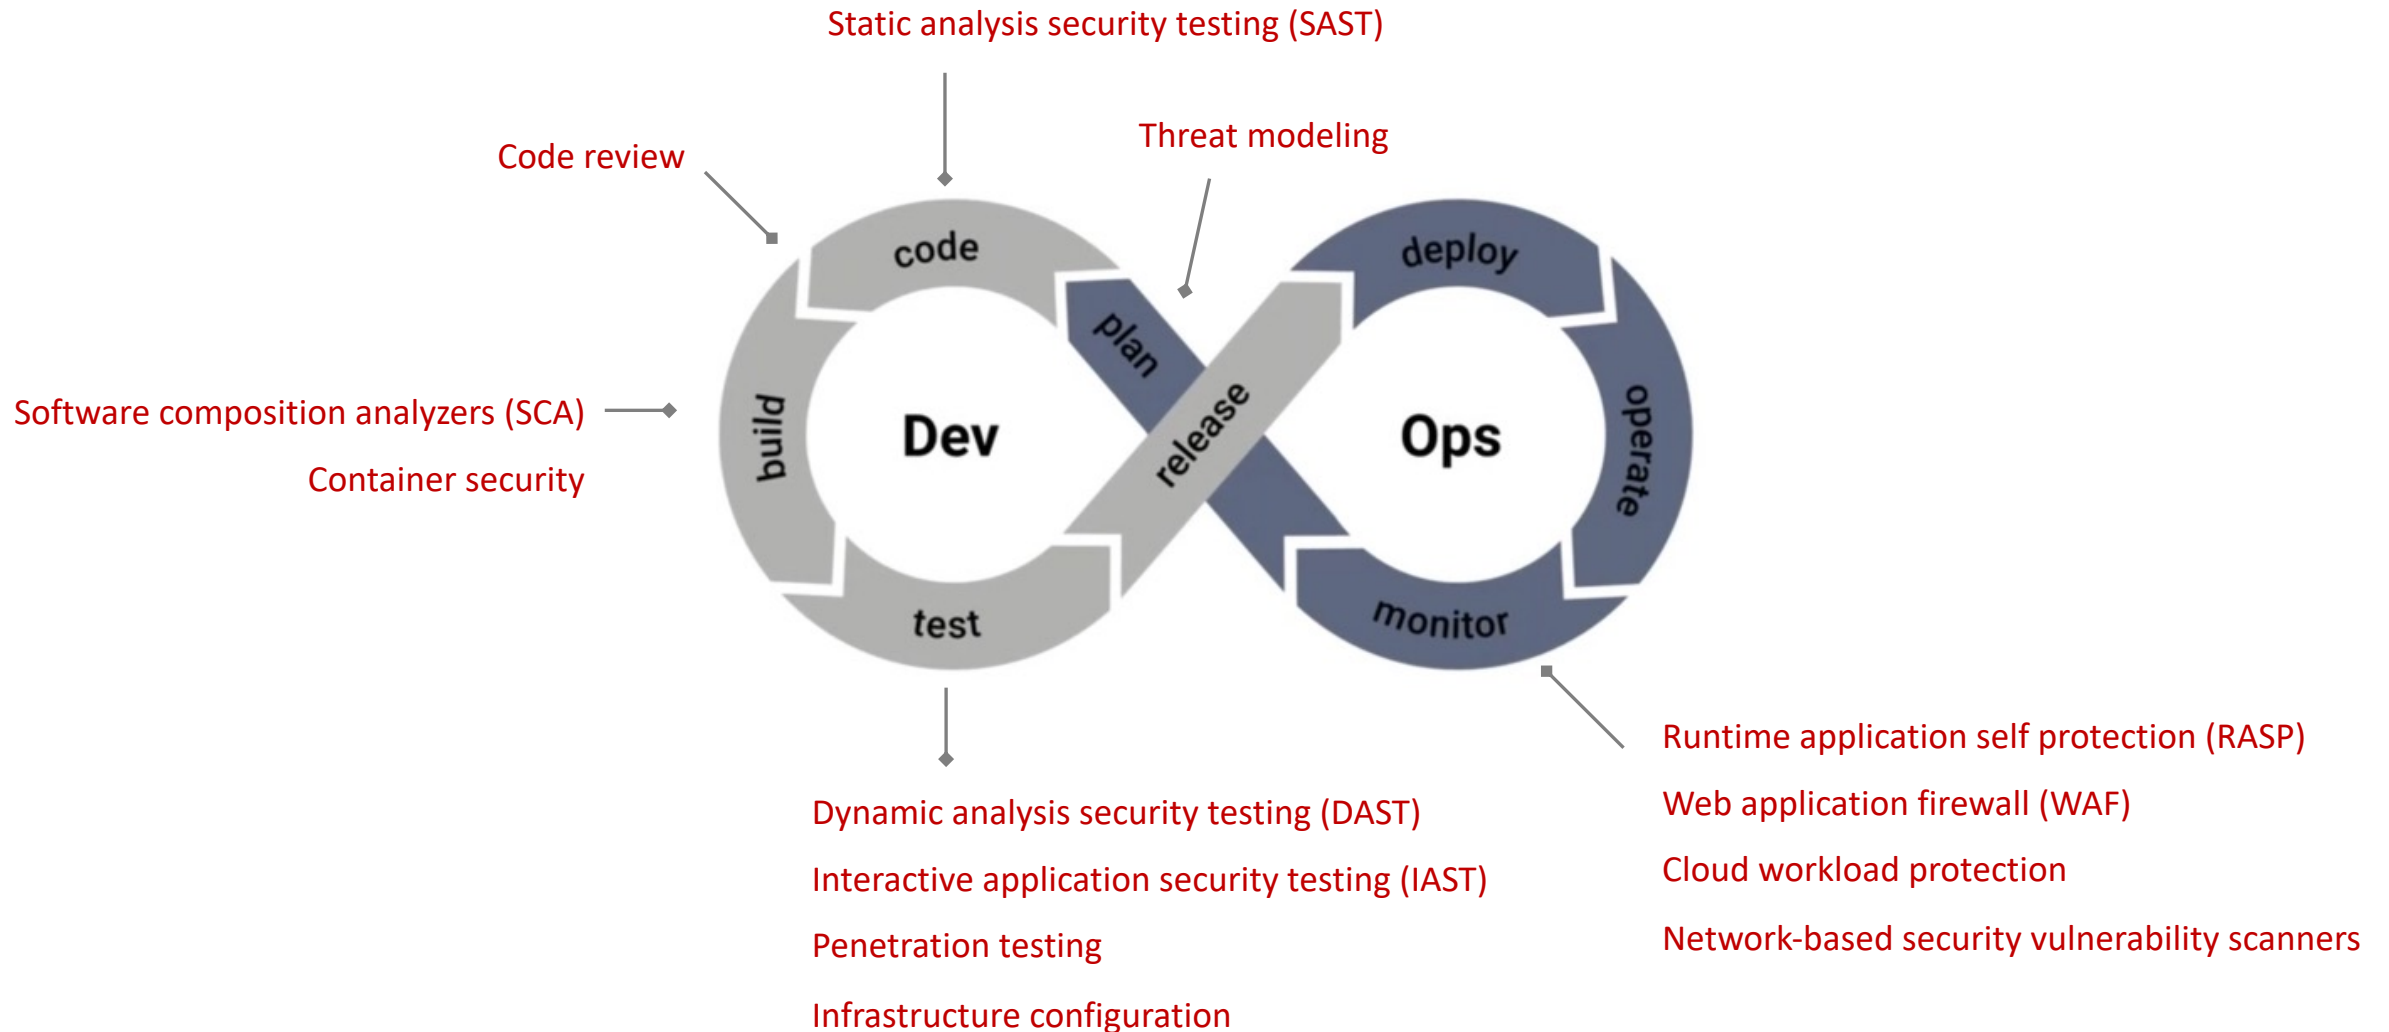 Static analysis security testing (SAST)
Threat modeling
Code review
code
deploy
plan
build
Dev
release
Ops
operate
Software composition analyzers (SCA)
Container security
test
monitor
Runtime application self protection (RASP)
Web application firewall (WAF)
Cloud workload protection
Network-based security vulnerability scanners
Dynamic analysis security testing (DAST)
Interactive application security testing (IAST)
Penetration testing
Infrastructure configuration